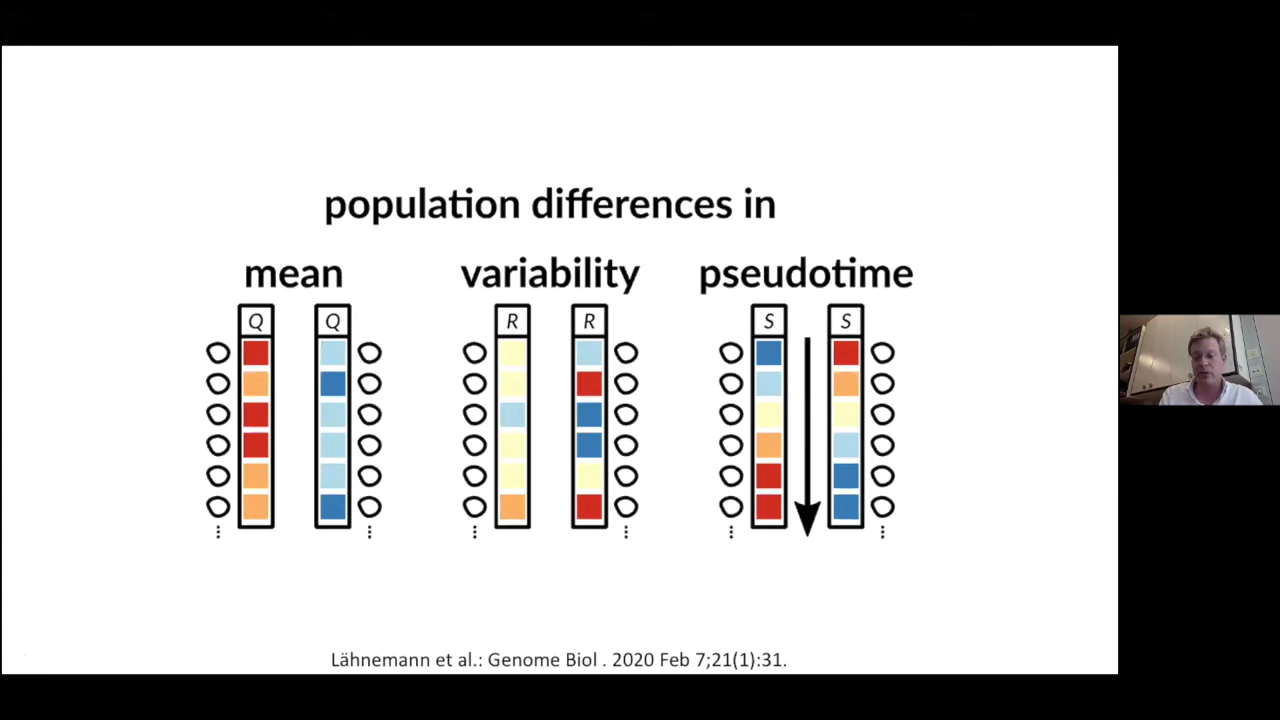 population differences in
mean variability pseudotime
Q Q R R S S
Lähnemann et al.: Genome Biol . 2020 Feb 7;21(1):31.